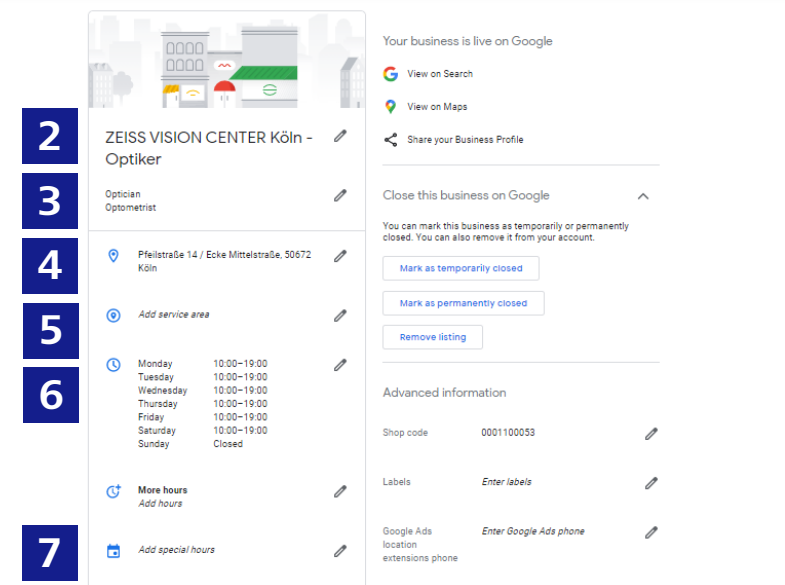 2
ZEISS VISION CENTER Köln -
Optiker
3
Optician
Optometrist
4
Pfeilstraße 14 / Ecke Mittelstraße, 50672
Köln
5
Add service area
6
Monday 10:00–19:00
Tuesday 10:00–19:00
Wednesday 10:00–19:00
Thursday 10:00–19:00
Friday 10:00–19:00
Saturday 10:00–19:00
Sunday Closed
More hours
Add hours
7
Add special hours
Your business is live on Google
View on Search
View on Maps
Share your Business Profile
Close this business on Google
You can mark this business as temporarily or permanently
closed. You can also remove it from your account.
Mark as temporarily closed
Mark as permanently closed
Remove listing
Advanced information
Shop code 0001100053
Labels Enter labels
Google Ads Enter Google Ads phone
location
extensions phone